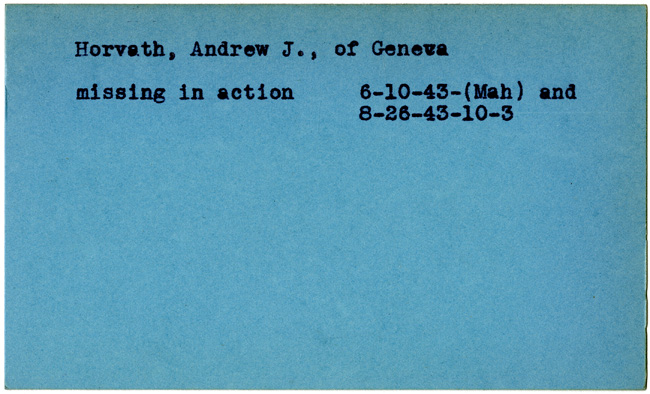 Horvath, Andrew J., of Geneva
missing in action 6-10-43-(Mah) and
8-26-43-10-3